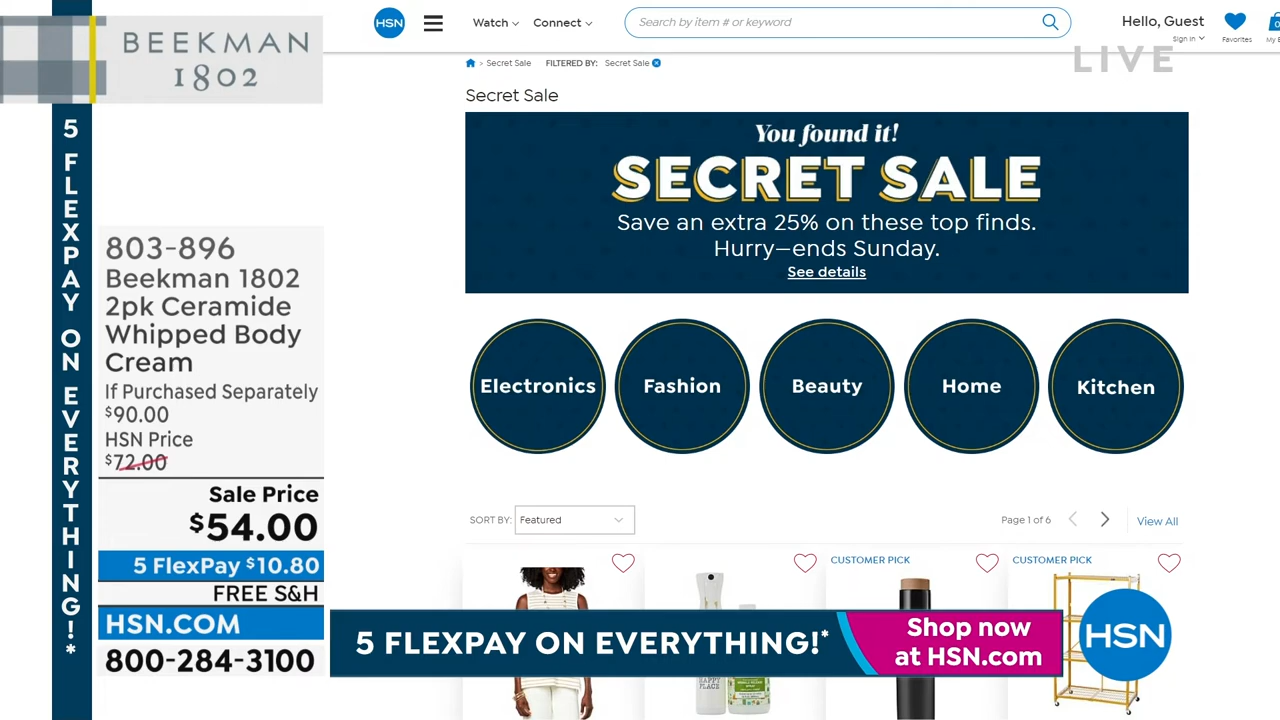 BEEKMAN
1802
5 FLEXPAY ON EVERYTHING!*
803-896
Beekman 1802
2pk Ceramide
Whipped Body
Cream
If Purchased Separately
$90.00
HSN Price
$72.00
Sale Price
$54.00
5 FlexPay $10.80
FREE S&H
HSN.COM
800-284-3100
HSN
Watch
Connect
Search by item # or keyword
Hello, Guest
Sign In
Favorites
0
My
LIVE
> Secret Sale FILTERED BY: Secret Sale
Secret Sale
You found it!
SECRET SALE
Save an extra 25% on these top finds.
Hurry—ends Sunday.
See details
Electronics
Fashion
Beauty
Home
Kitchen
SORT BY: Featured
Page 1 of 6
View All
CUSTOMER PICK
CUSTOMER PICK
HAPPY
PLACE
5 FLEXPAY ON EVERYTHING!*
Shop now
at HSN.com
HSN